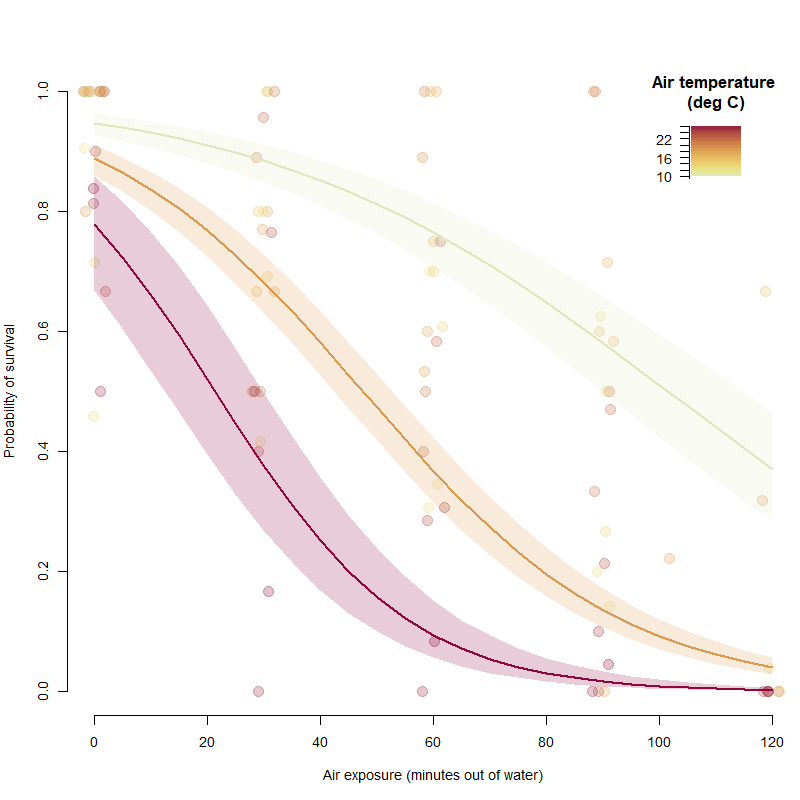 Air temperature
(deg C)
22
16
10
1.0
0.8
0.6
0.4
0.2
0.0
Probability of survival
0 20 40 60 80 100 120
Air exposure (minutes out of water)